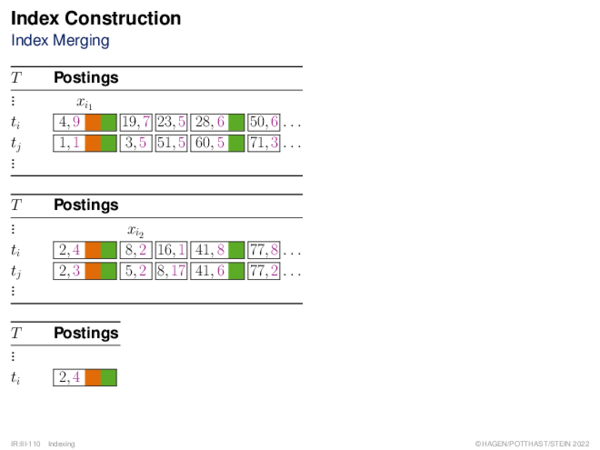 Index Construction
Index Merging
T Postings
⋮ x_{i_1}
t_i 4, 9 19, 7 23, 5 28, 6 50, 6 ...
t_j 1, 1 3, 5 51, 5 60, 5 71, 3 ...
⋮
T Postings
⋮ x_{i_2}
t_i 2, 4 8, 2 16, 1 41, 8 77, 8 ...
t_j 2, 3 5, 2 8, 17 41, 6 77, 2 ...
⋮
T Postings
⋮
t_i 2, 4
IR:III-110 Indexing ©HAGEN/POTTHAST/STEIN 2022